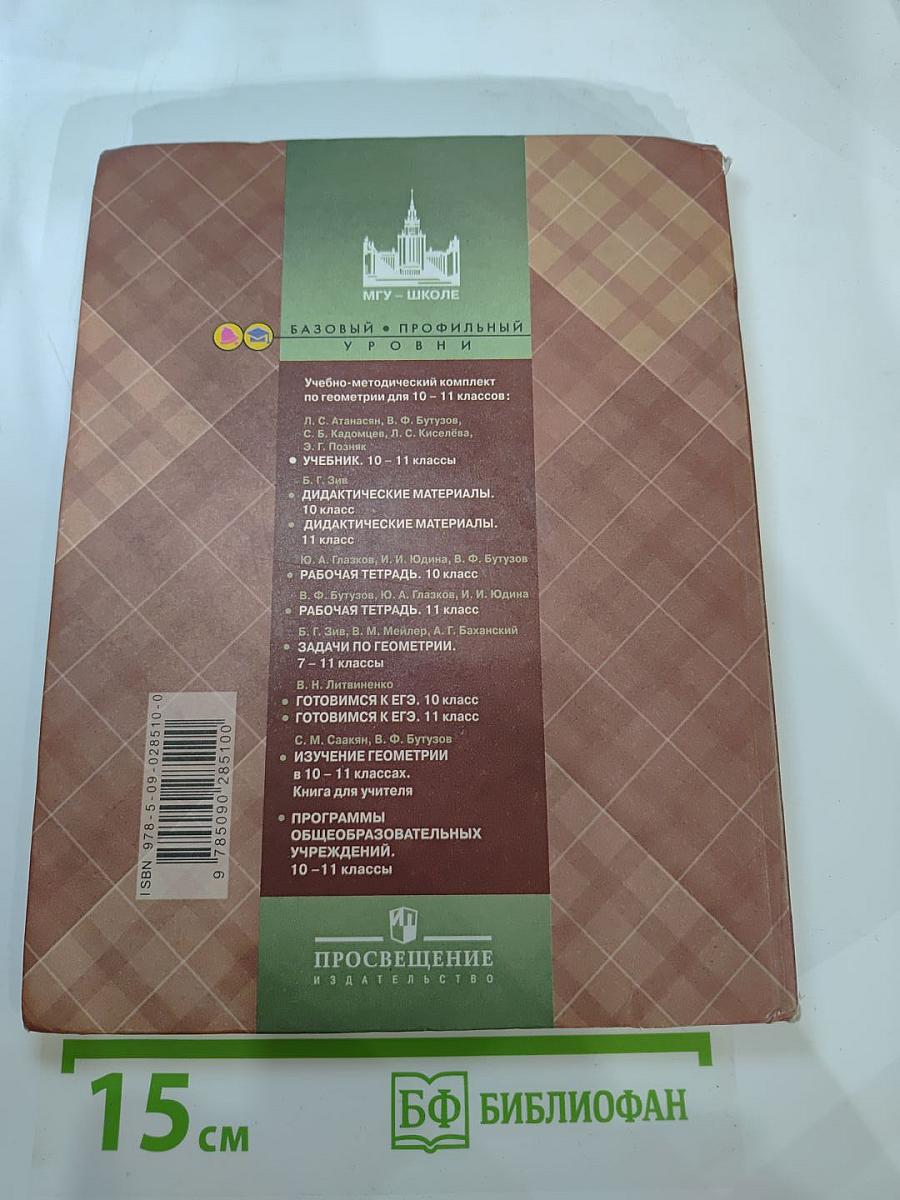 МГУ – ШКОЛЕ
БАЗОВЫЙ • ПРОФИЛЬНЫЙ
УРОВНИ
Учебно-методический комплект
по геометрии для 10 – 11 классов:
Л. С. Атанасян, В. Ф. Бутузов,
С. Б. Кадомцев, Л. С. Киселёва,
Э. Г. Позняк
• УЧЕБНИК. 10 – 11 классы
Б. Г. Зив
• ДИДАКТИЧЕСКИЕ МАТЕРИАЛЫ.
10 класс
• ДИДАКТИЧЕСКИЕ МАТЕРИАЛЫ.
11 класс
Ю. А. Глазков, И. И. Юдина, В. Ф. Бутузов
• РАБОЧАЯ ТЕТРАДЬ. 10 класс
В. Ф. Бутузов, Ю. А. Глазков, И. И. Юдина
• РАБОЧАЯ ТЕТРАДЬ. 11 класс
Б. Г. Зив, В. М. Мейлер, А. Г. Баханский
• ЗАДАЧИ ПО ГЕОМЕТРИИ.
7 – 11 классы
В. Н. Литвиненко
• ГОТОВИМСЯ К ЕГЭ. 10 класс
• ГОТОВИМСЯ К ЕГЭ. 11 класс
С. М. Саакян, В. Ф. Бутузов
• ИЗУЧЕНИЕ ГЕОМЕТРИИ
в 10 – 11 классах.
Книга для учителя
• ПРОГРАММЫ
ОБЩЕОБРАЗОВАТЕЛЬНЫХ
УЧРЕЖДЕНИЙ.
10 – 11 классы
ISBN 978-5-09-028510-0
9 785090 285100
ИП
ПРОСВЕЩЕНИЕ
ИЗДАТЕЛЬСТВО
15 см
БФ БИБЛИОФАН